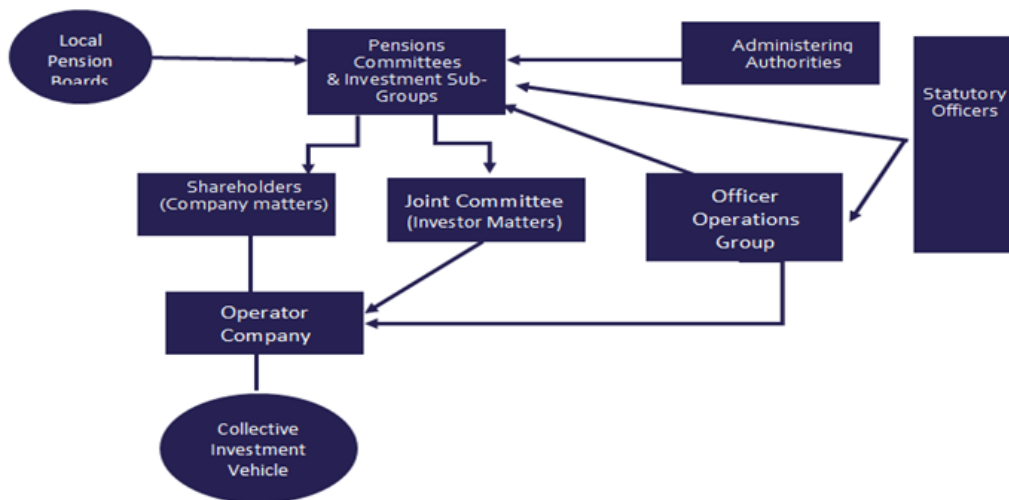 Local
Pension
Boards
Pensions
Committees
& Investment Sub-
Groups
Administering
Authorities
Statutory
Officers
Shareholders
(Company matters)
Joint Committee
(Investor Matters)
Officer
Operations
Group
Operator
Company
Collective
Investment
Vehicle